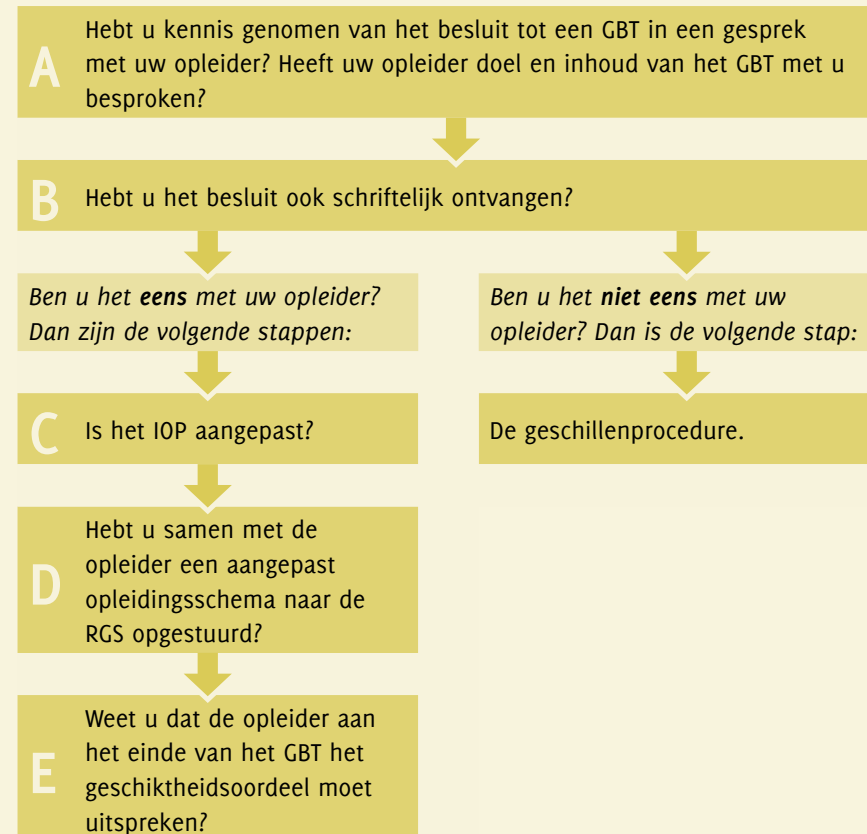 A
Hebt u kennis genomen van het besluit tot een GBT in een gesprek
met uw opleider? Heeft uw opleider doel en inhoud van het GBT met u
besproken?
B
Hebt u het besluit ook schriftelijk ontvangen?
Ben u het eens met uw opleider?
Dan zijn de volgende stappen:
Ben u het niet eens met uw
opleider? Dan is de volgende stap:
C
Is het IOP aangepast?
De geschillenprocedure.
D
Hebt u samen met de
opleider een aangepast
opleidingsschema naar de
RGS opgestuurd?
E
Weet u dat de opleider aan
het einde van het GBT het
geschiktheidsoordeel moet
uitspreken?